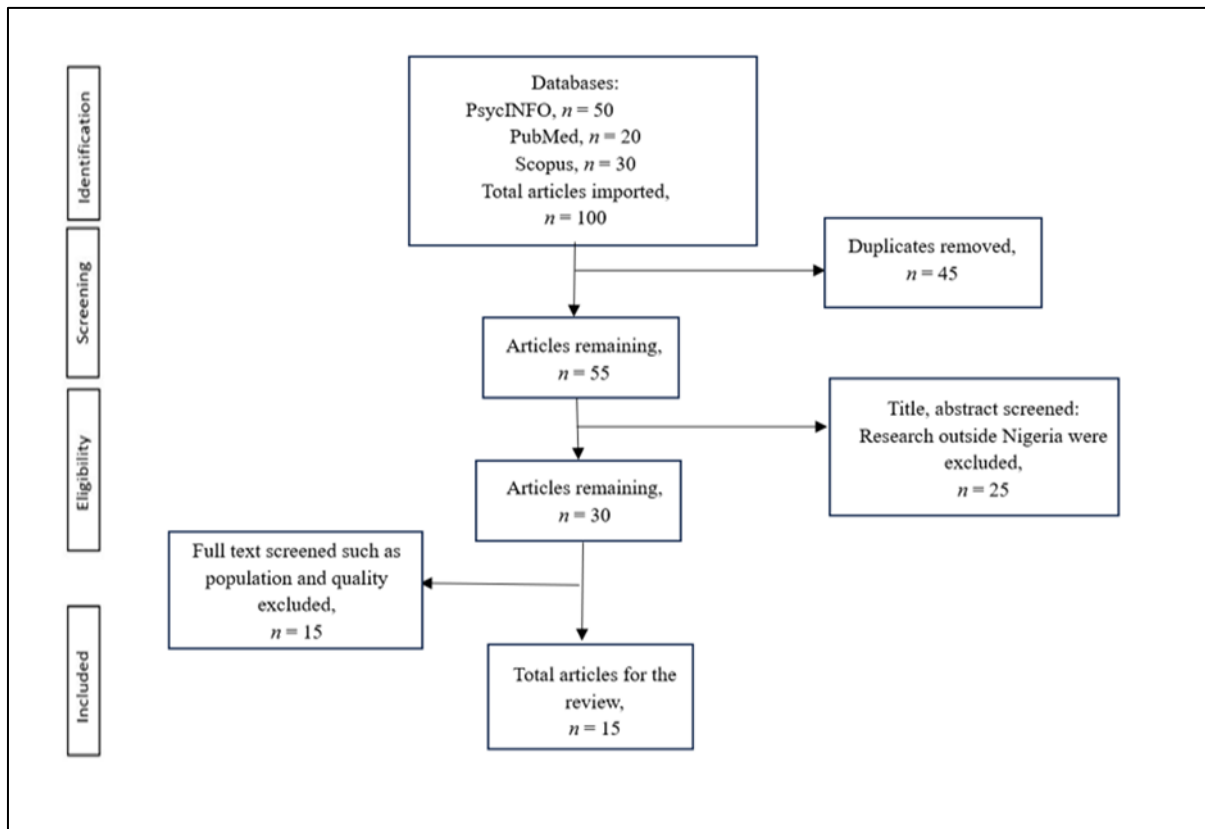 Identification
Databases:
PsycINFO, n = 50
PubMed, n = 20
Scopus, n = 30
Total articles imported,
n = 100
Duplicates removed,
n = 45
Screening
Articles remaining,
n = 55
Title, abstract screened:
Research outside Nigeria were
excluded,
n = 25
Eligibility
Articles remaining,
n = 30
Full text screened such as
population and quality
excluded,
n = 15
Included
Total articles for the
review,
n = 15